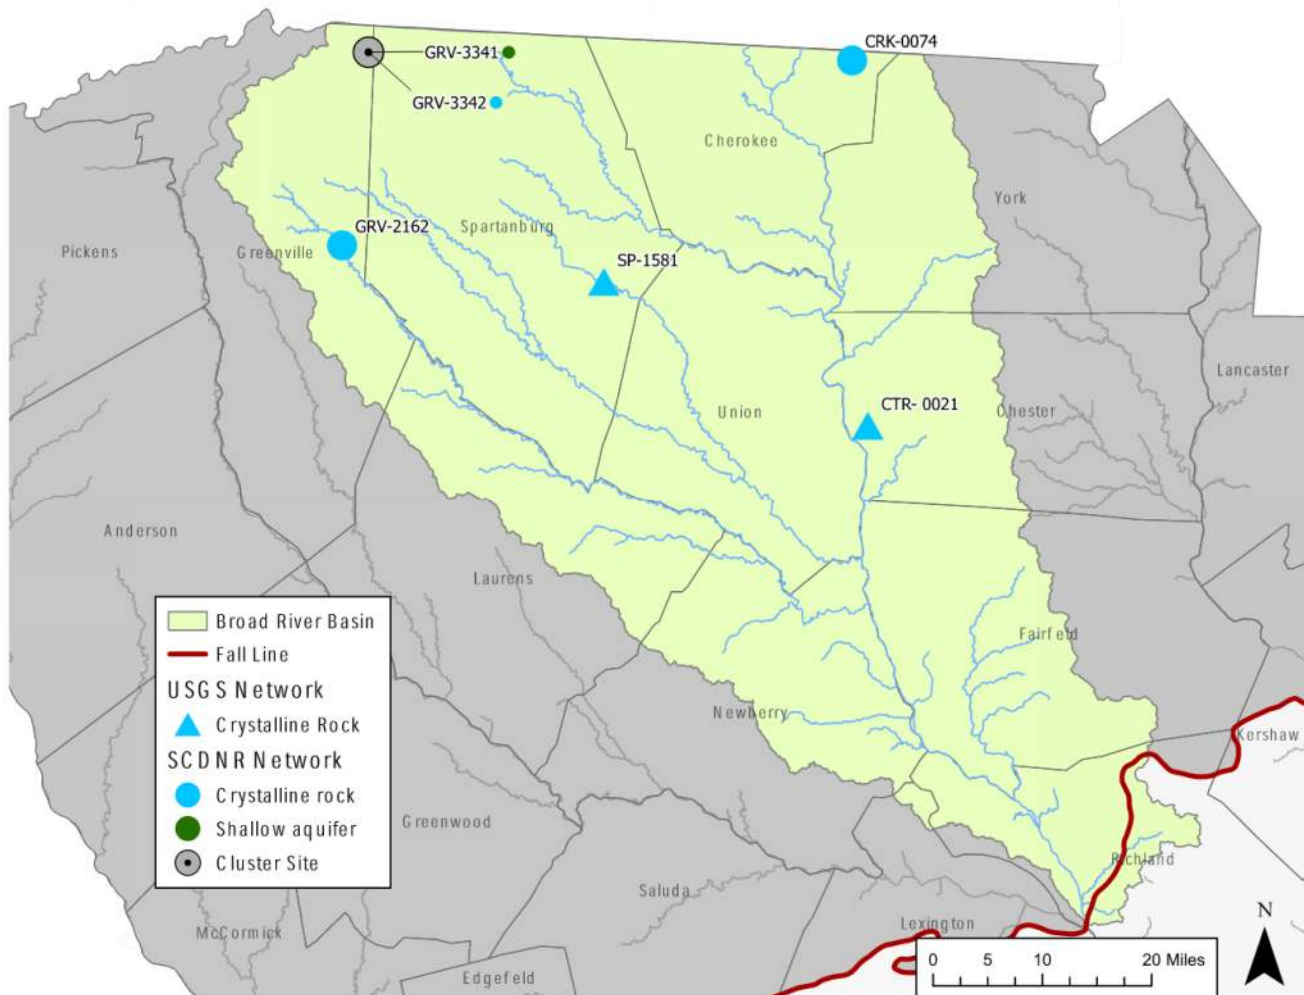 CRK-0074
GRV-3341
GRV-3342
Cherokee
York
GRV-2162
Spartanburg
Pickens
Greenville
SP-1581
Lancaster
Union
CTR- 0021
Chester
Anderson
Laurens
Broad River Basin
Fall Line
USGS Network
Crystalline Rock
SCDNR Network
Crystalline rock
Shallow aquifer
Cluster Site
Fairfeld
Newberry
Kershaw
Greenwood
Richland
Saluda
Lexington
McCormick
Edgefeld
N
0 5 10 20 Miles